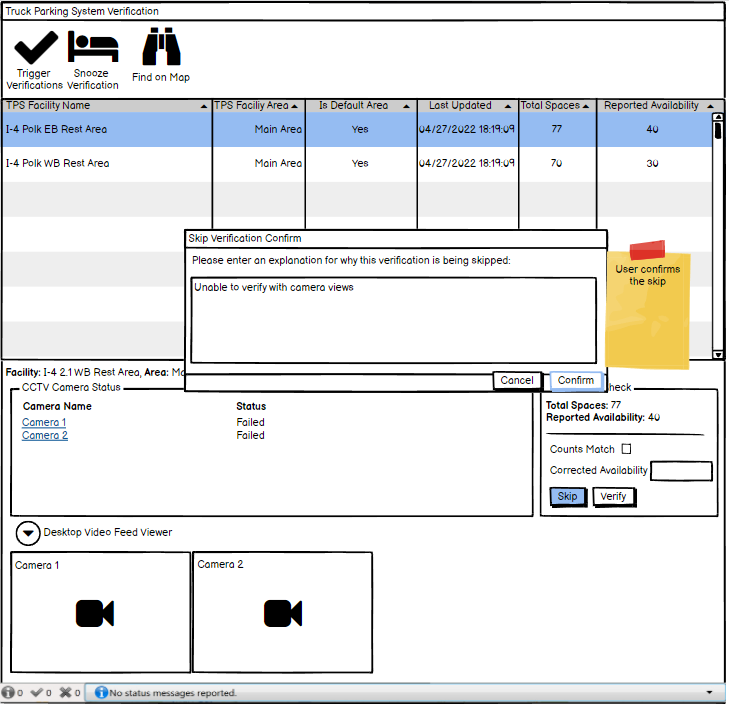 Truck Parking System Verification
Trigger Verifications
Snooze Verification
Find on Map
TPS Facility Name TPS Faciliy Area Is Default Area Last Updated Total Spaces Reported Availability
I-4 Polk EB Rest Area Main Area Yes 04/27/2022 18:19:09 77 40
I-4 Polk WB Rest Area Main Area Yes 04/27/2022 18:19:09 70 30
Skip Verification Confirm
Please enter an explanation for why this verification is being skipped:
Unable to verify with camera views
Cancel Confirm
User confirms
the skip
Facility: I-4 2.1 WB Rest Area, Area:
CCTV Camera Status
Camera Name Status
Camera 1 Failed
Camera 2 Failed
Total Spaces: 77
Reported Availability: 40
Counts Match
Corrected Availability
Skip Verify
Desktop Video Feed Viewer
Camera 1 Camera 2
0 0 0 No status messages reported.